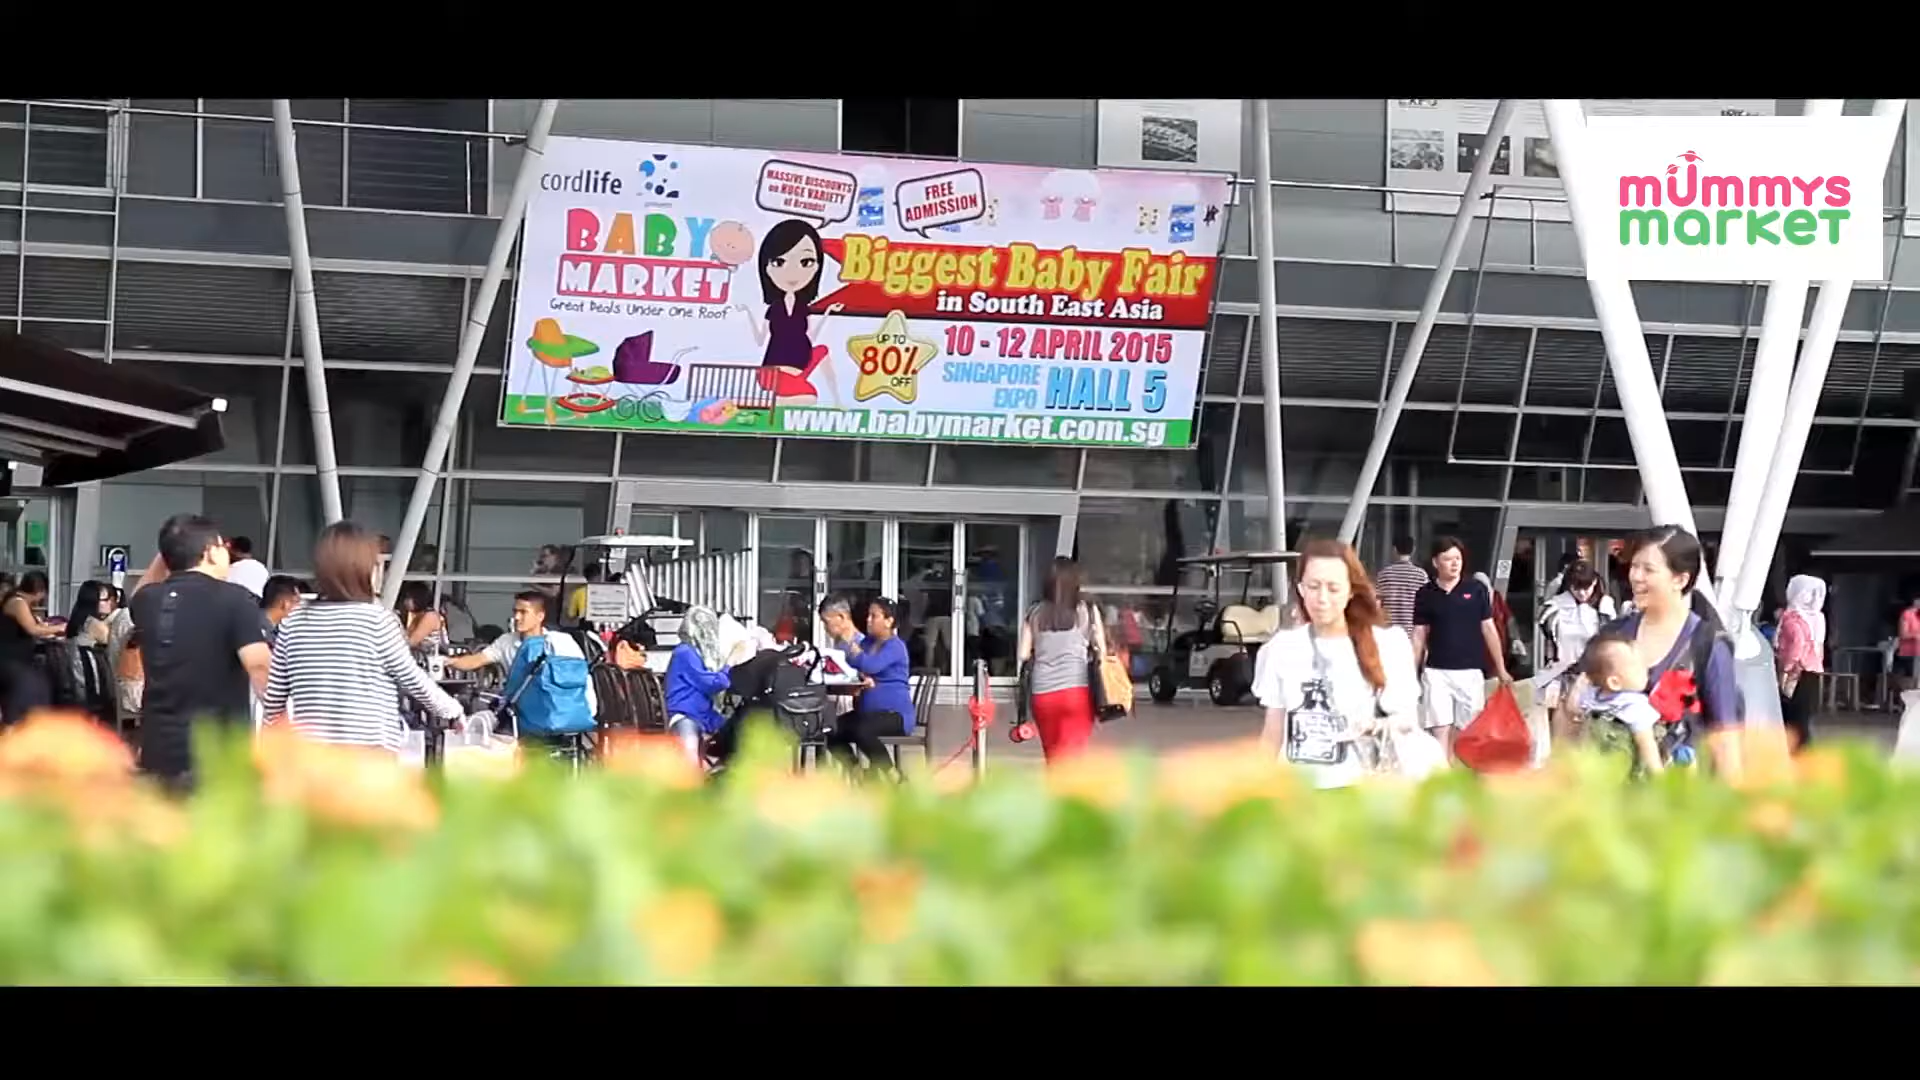 cordlife
presents
BABY
MARKET
Great Deals Under One Roof
MASSIVE DISCOUNTS
on HUGE VARIETY
of Brands!
FREE
ADMISSION
Biggest Baby Fair
in South East Asia
UP TO
80%
OFF
10 - 12 APRIL 2015
SINGAPORE
EXPO
HALL 5
www.babymarket.com.sg
mummys
market